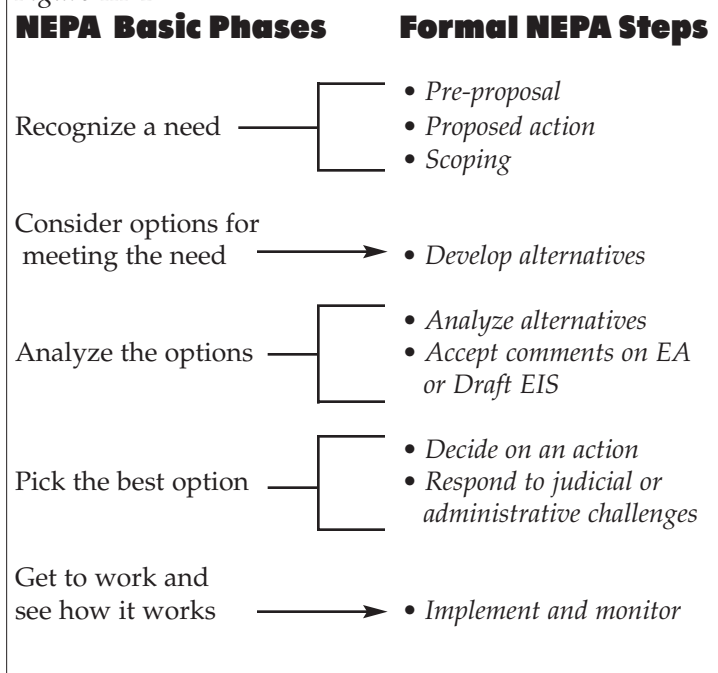 NEPA Basic Phases Formal NEPA Steps
Recognize a need
• Pre-proposal
• Proposed action
• Scoping
Consider options for
meeting the need
• Develop alternatives
Analyze the options
• Analyze alternatives
• Accept comments on EA
or Draft EIS
Pick the best option
• Decide on an action
• Respond to judicial or
administrative challenges
Get to work and
see how it works
• Implement and monitor